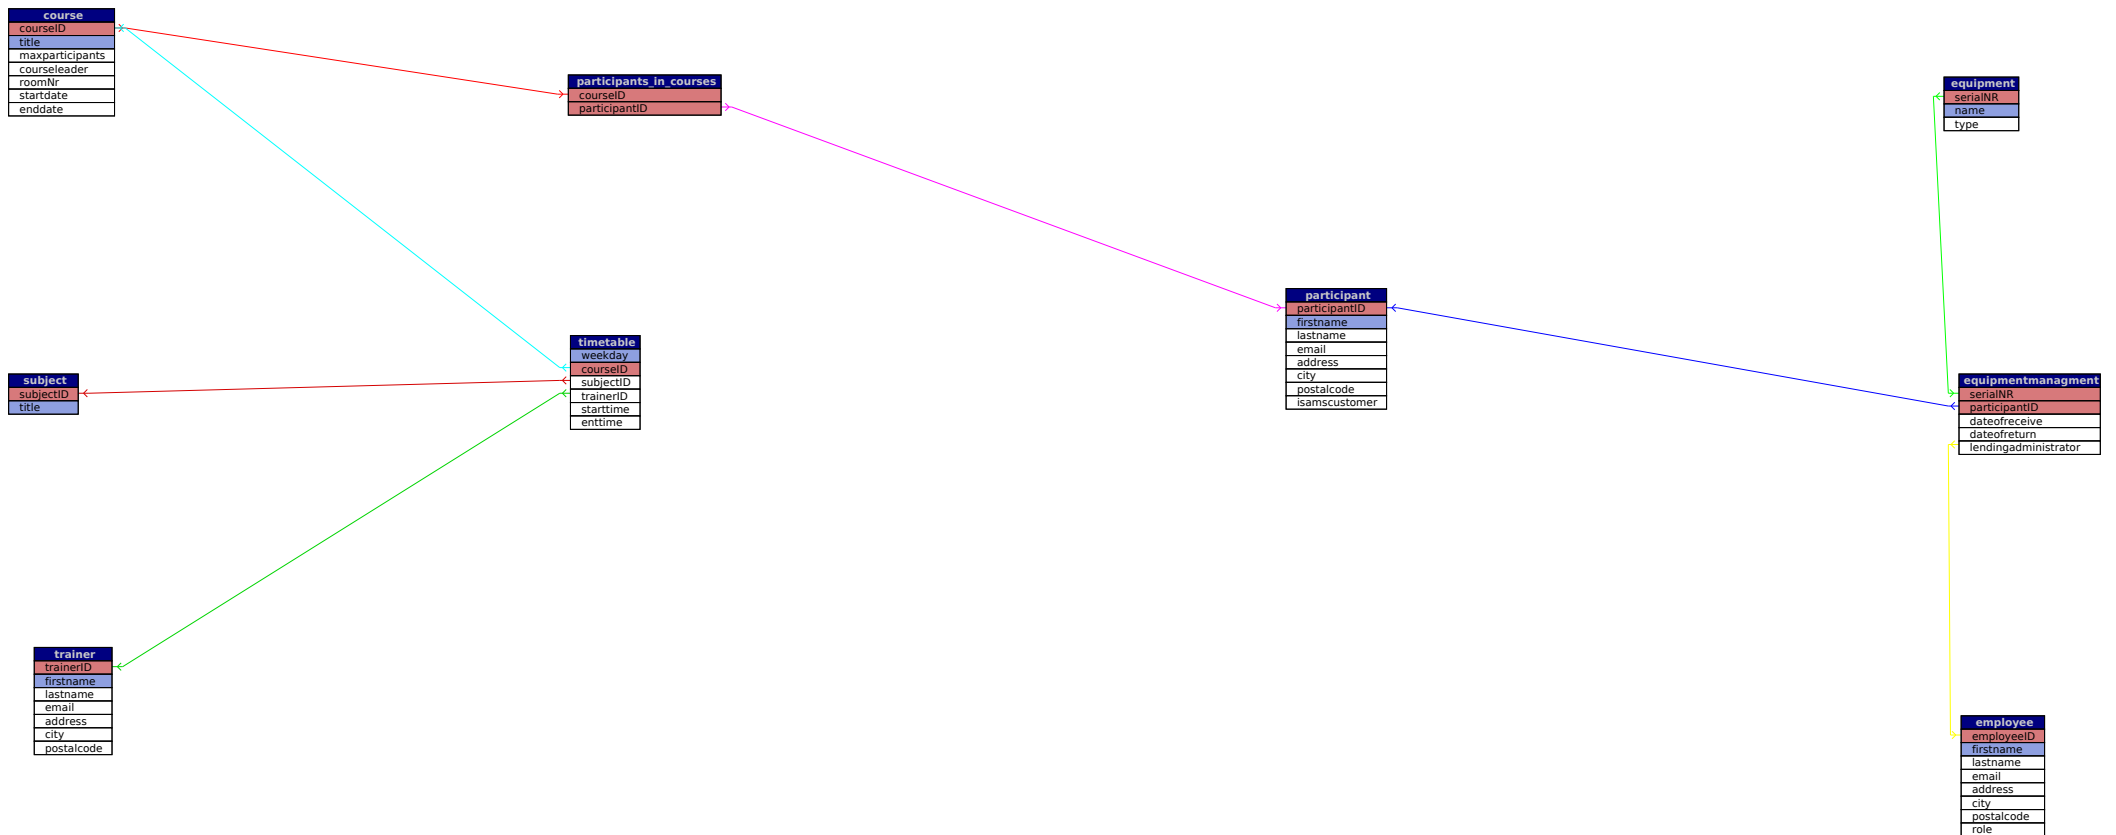 course
courseID
title
maxparticipants
courseleader
roomNr
startdate
enddate
participants_in_courses
courseID
participantID
equipment
serialNR
name
type
participant
participantID
firstname
lastname
email
address
city
postalcode
isamscustomer
timetable
weekday
courseID
subjectID
trainerID
starttime
enttime
subject
subjectID
title
equipmentmanagment
serialNR
participantID
dateofreceive
dateofreturn
lendingadministrator
trainer
trainerID
firstname
lastname
email
address
city
postalcode
employee
employeeID
firstname
lastname
email
address
city
postalcode
role